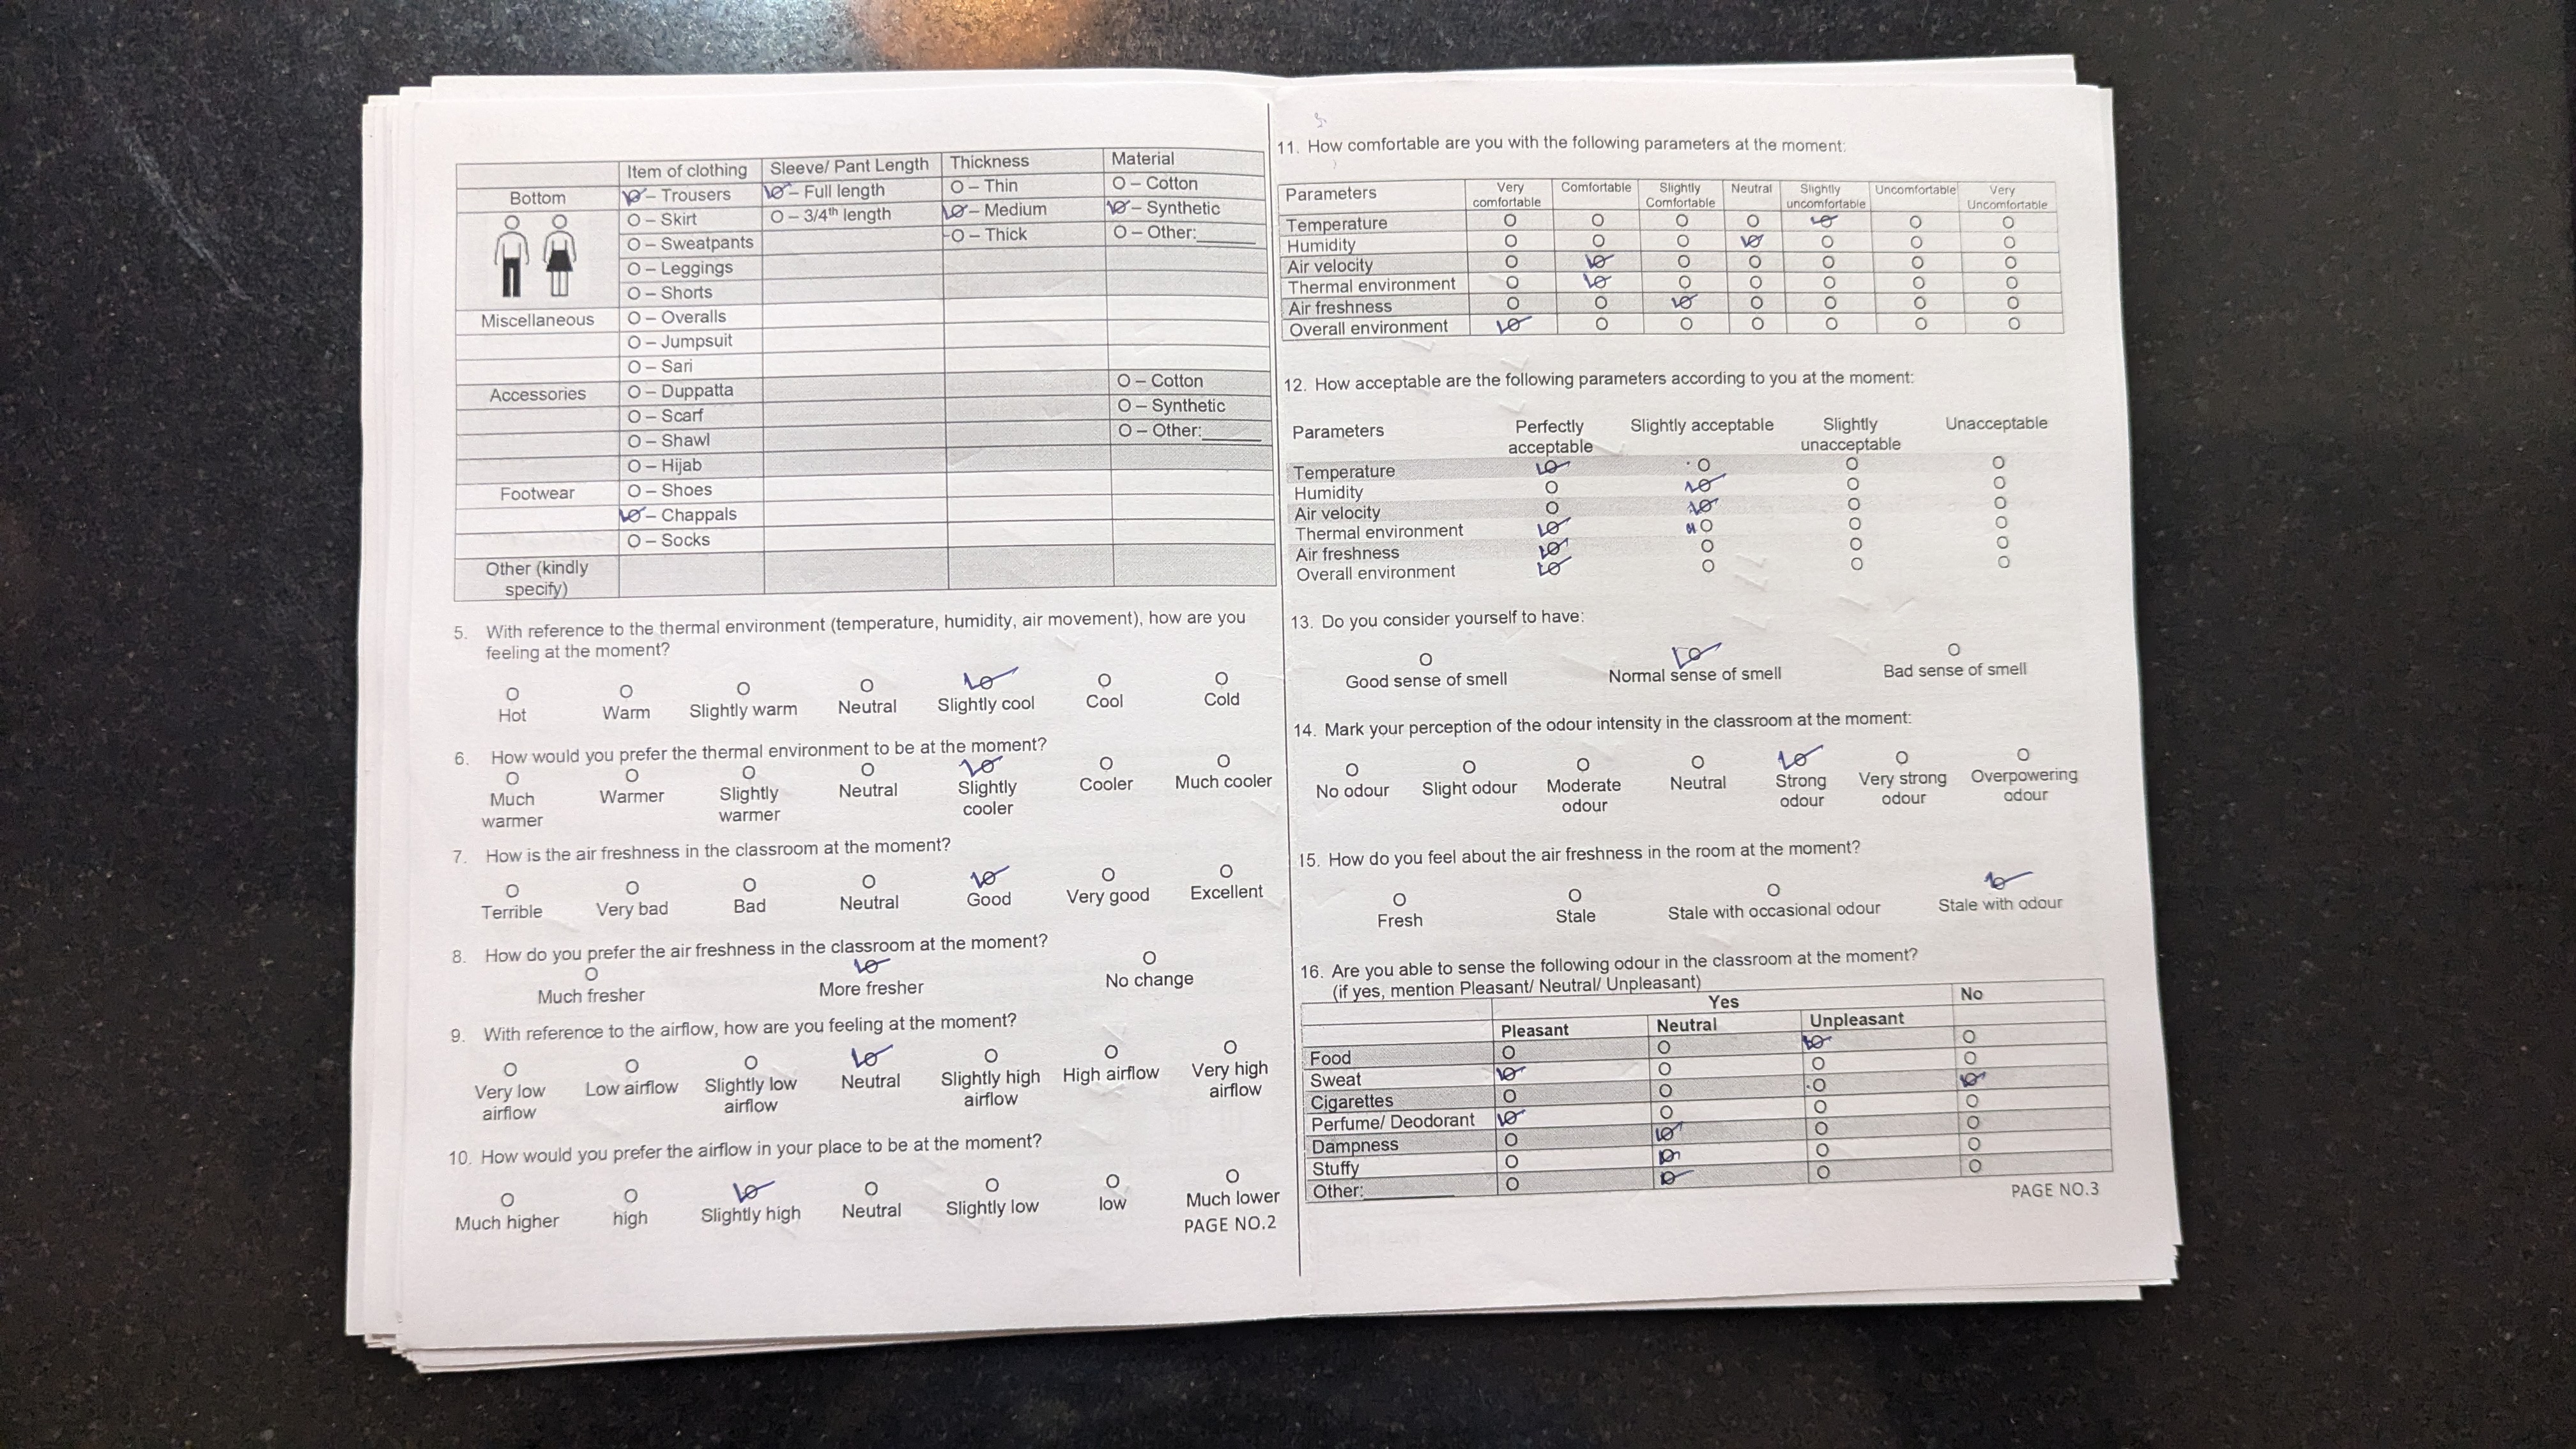 Item of clothing Sleeve/ Pant Length Thickness Material
Bottom O – Trousers O – Full length O – Thin O – Cotton
O – Skirt O – 3/4th length O – Medium O – Synthetic
O – Sweatpants O – Thick O – Other:______
O – Leggings
O – Shorts
Miscellaneous O – Overalls
O – Jumpsuit
O – Sari
Accessories O – Duppatta O – Cotton
O – Scarf O – Synthetic
O – Shawl O – Other:______
O – Hijab
Footwear O – Shoes
O – Chappals
O – Socks
Other (kindly
specify)
5. With reference to the thermal environment (temperature, humidity, air movement), how are you
feeling at the moment?
O O O O O O O
Hot Warm Slightly warm Neutral Slightly cool Cool Cold
6. How would you prefer the thermal environment to be at the moment?
O O O O O O O
Much Warmer Slightly Neutral Slightly Cooler Much cooler
warmer warmer cooler
7. How is the air freshness in the classroom at the moment?
O O O O O O O
Terrible Very bad Bad Neutral Good Very good Excellent
8. How do you prefer the air freshness in the classroom at the moment?
O O O
Much fresher More fresher No change
9. With reference to the airflow, how are you feeling at the moment?
O O O O O O O
Very low Low airflow Slightly low Neutral Slightly high High airflow Very high
airflow airflow airflow airflow
10. How would you prefer the airflow in your place to be at the moment?
O O O O O O O
Much higher high Slightly high Neutral Slightly low low Much lower
PAGE NO.2
11. How comfortable are you with the following parameters at the moment:
Parameters Very Comfortable Slightly Neutral Slightly Uncomfortable Very
comfortable Comfortable uncomfortable Uncomfortable
Temperature O O O O O O O
Humidity O O O O O O O
Air velocity O O O O O O O
Thermal environment O O O O O O O
Air freshness O O O O O O O
Overall environment O O O O O O O
12. How acceptable are the following parameters according to you at the moment:
Parameters Perfectly Slightly acceptable Slightly Unacceptable
acceptable unacceptable
Temperature O O O O
Humidity O O O O
Air velocity O O O O
Thermal environment O O O O
Air freshness O O O O
Overall environment O O O O
13. Do you consider yourself to have:
O O O
Good sense of smell Normal sense of smell Bad sense of smell
14. Mark your perception of the odour intensity in the classroom at the moment:
O O O O O O O
No odour Slight odour Moderate Neutral Strong Very strong Overpowering
odour odour odour odour
15. How do you feel about the air freshness in the room at the moment?
O O O O
Fresh Stale Stale with occasional odour Stale with odour
16. Are you able to sense the following odour in the classroom at the moment?
(if yes, mention Pleasant/ Neutral/ Unpleasant)
Yes No
Pleasant Neutral Unpleasant
Food O O O O
Sweat O O O O
Cigarettes O O O O
Perfume/ Deodorant O O O O
Dampness O O O O
Stuffy O O O O
Other:__________ O O O O
PAGE NO.3